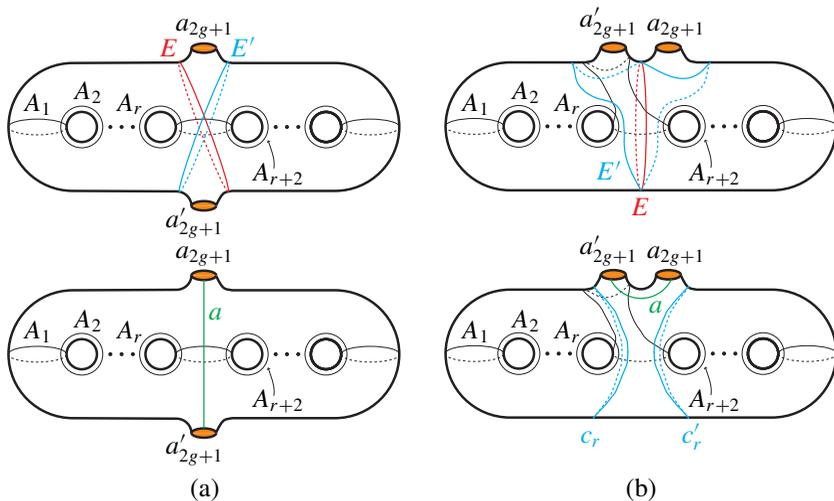 a_{2g+1}
E E'
A_1 A_2 A_r
A_{r+2}
a'_{2g+1}
a'_{2g+1} a_{2g+1}
A_1 A_2 A_r
A_{r+2}
E'
E
a_{2g+1}
a
A_1 A_2 A_r
A_{r+2}
a'_{2g+1}
(a)
a'_{2g+1} a_{2g+1}
a
A_1 A_2 A_r
A_{r+2}
c_r c'_r
(b)